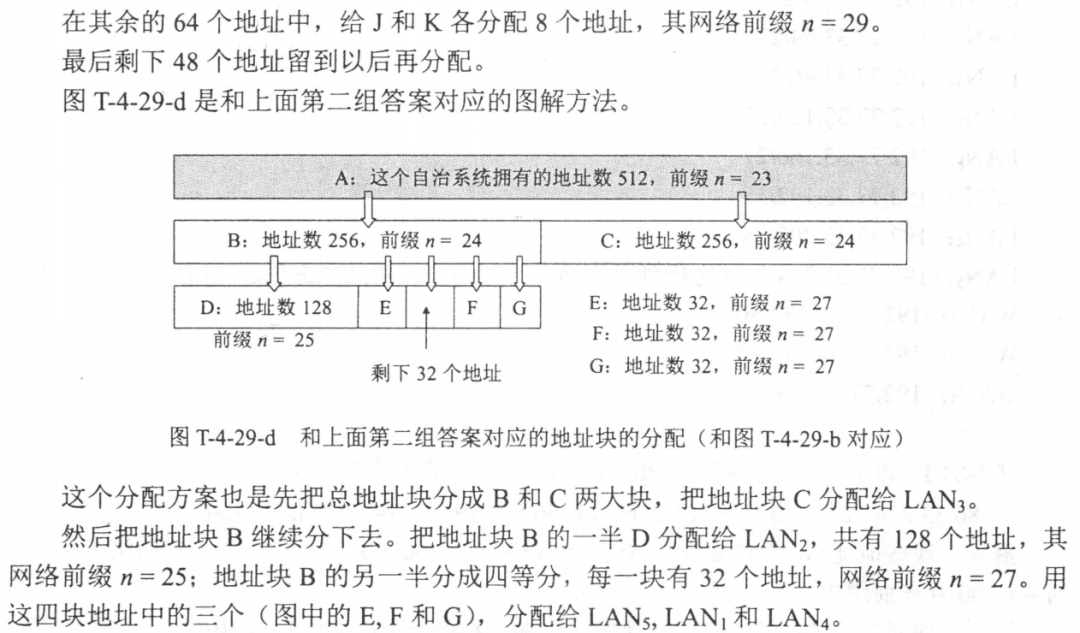 在其余的 64 个地址中，给 J 和 K 各分配 8 个地址，其网络前缀 n = 29。
最后剩下 48 个地址留到以后再分配。
图 T-4-29-d 是和上面第二组答案对应的图解方法。
A：这个自治系统拥有的地址数 512，前缀 n = 23
B：地址数 256，前缀 n = 24
C：地址数 256，前缀 n = 24
D：地址数 128
E
F
G
前缀 n = 25
剩下 32 个地址
E：地址数 32，前缀 n = 27
F：地址数 32，前缀 n = 27
G：地址数 32，前缀 n = 27
图 T-4-29-d 和上面第二组答案对应的地址块的分配（和图 T-4-29-b 对应）
这个分配方案也是先把总地址块分成 B 和 C 两大块，把地址块 C 分配给 LAN₃。
然后把地址块 B 继续分下去。把地址块 B 的一半 D 分配给 LAN₂，共有 128 个地址，其
网络前缀 n = 25；地址块 B 的另一半分成四等分，每一块有 32 个地址，网络前缀 n = 27。用
这四块地址中的三个（图中的 E, F 和 G），分配给 LAN₅, LAN₁ 和 LAN₄。